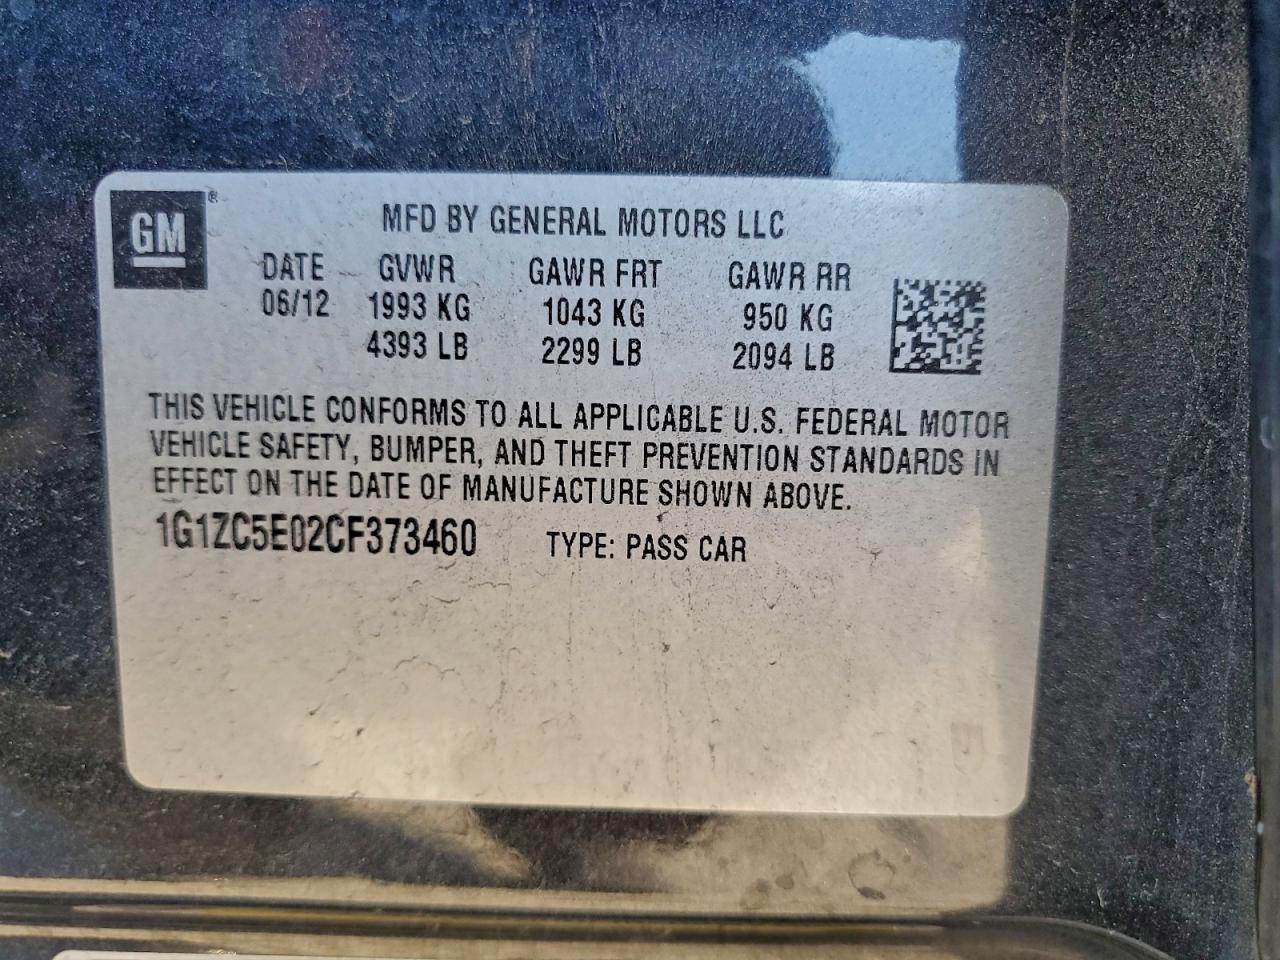 GM®
MFD BY GENERAL MOTORS LLC
DATE GVWR GAWR FRT GAWR RR
06/12 1993 KG 1043 KG 950 KG
4393 LB 2299 LB 2094 LB
THIS VEHICLE CONFORMS TO ALL APPLICABLE U.S. FEDERAL MOTOR
VEHICLE SAFETY, BUMPER, AND THEFT PREVENTION STANDARDS IN
EFFECT ON THE DATE OF MANUFACTURE SHOWN ABOVE.
1G1ZC5E02CF373460 TYPE: PASS CAR